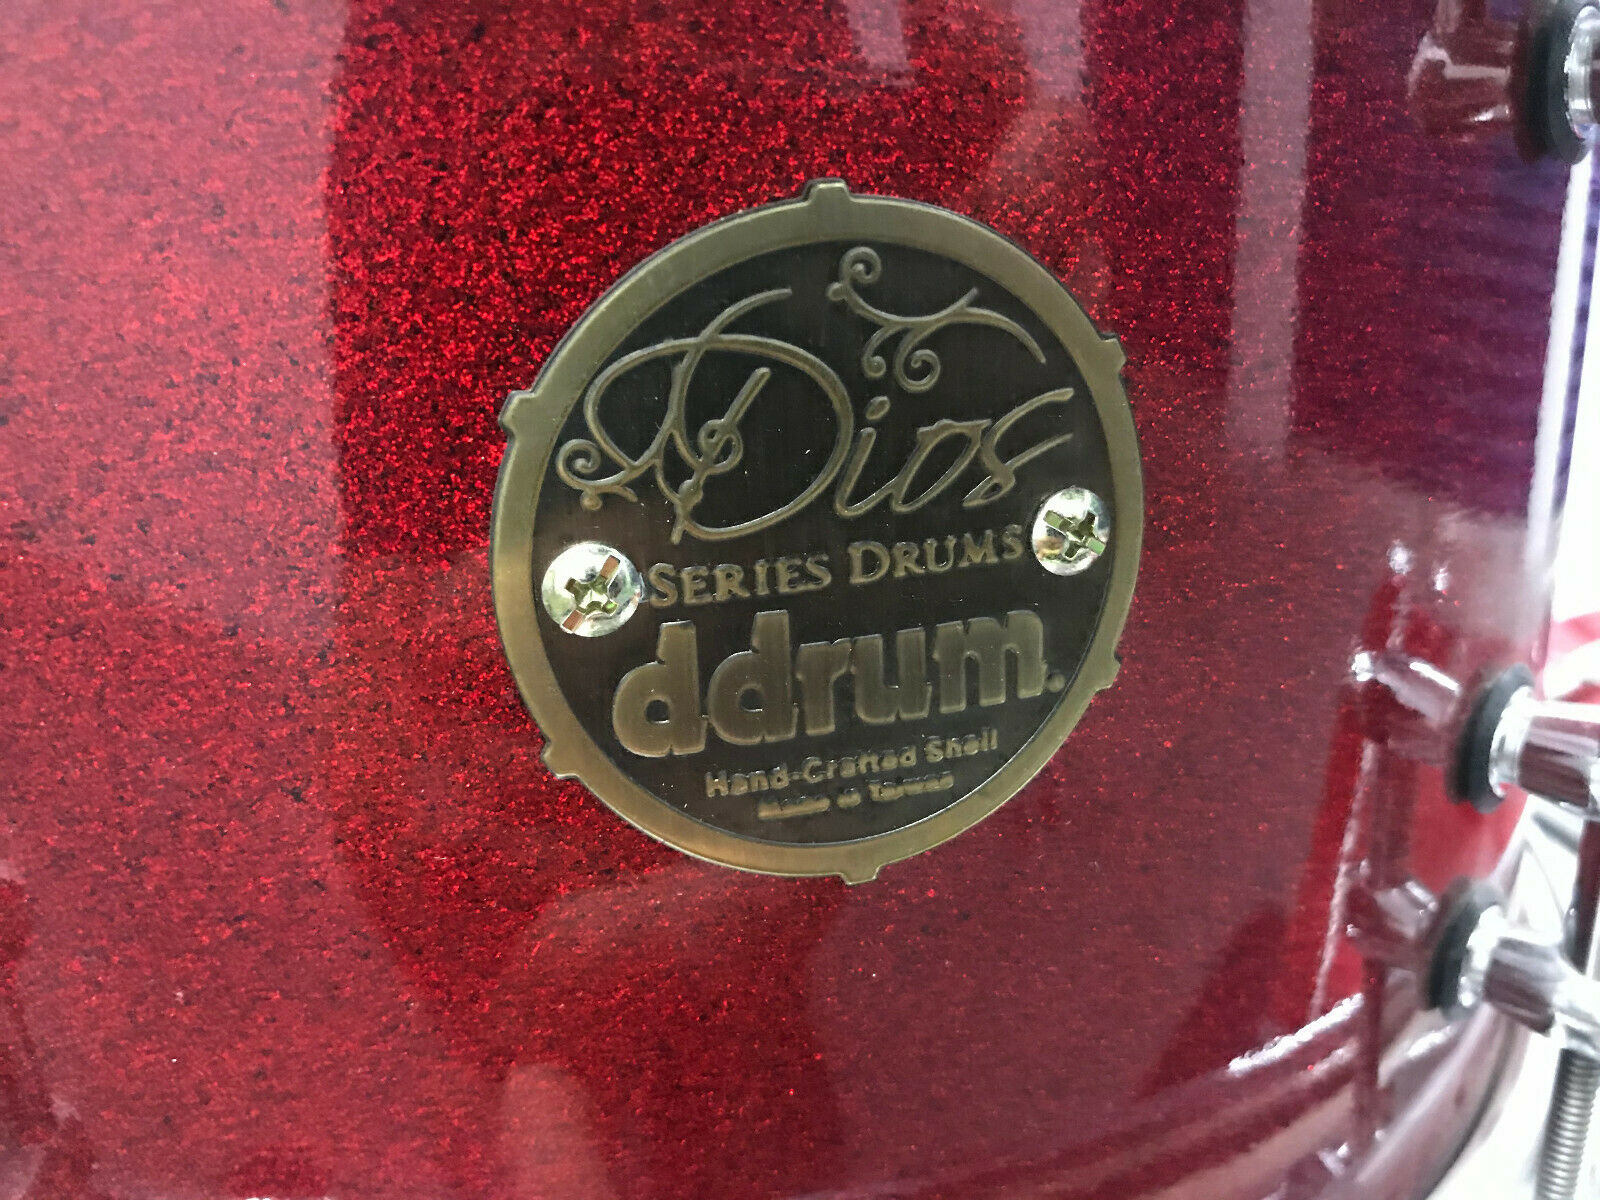 Dios
SERIES DRUMS
ddrum.
Hand-Crafted Shell
Made in Taiwan